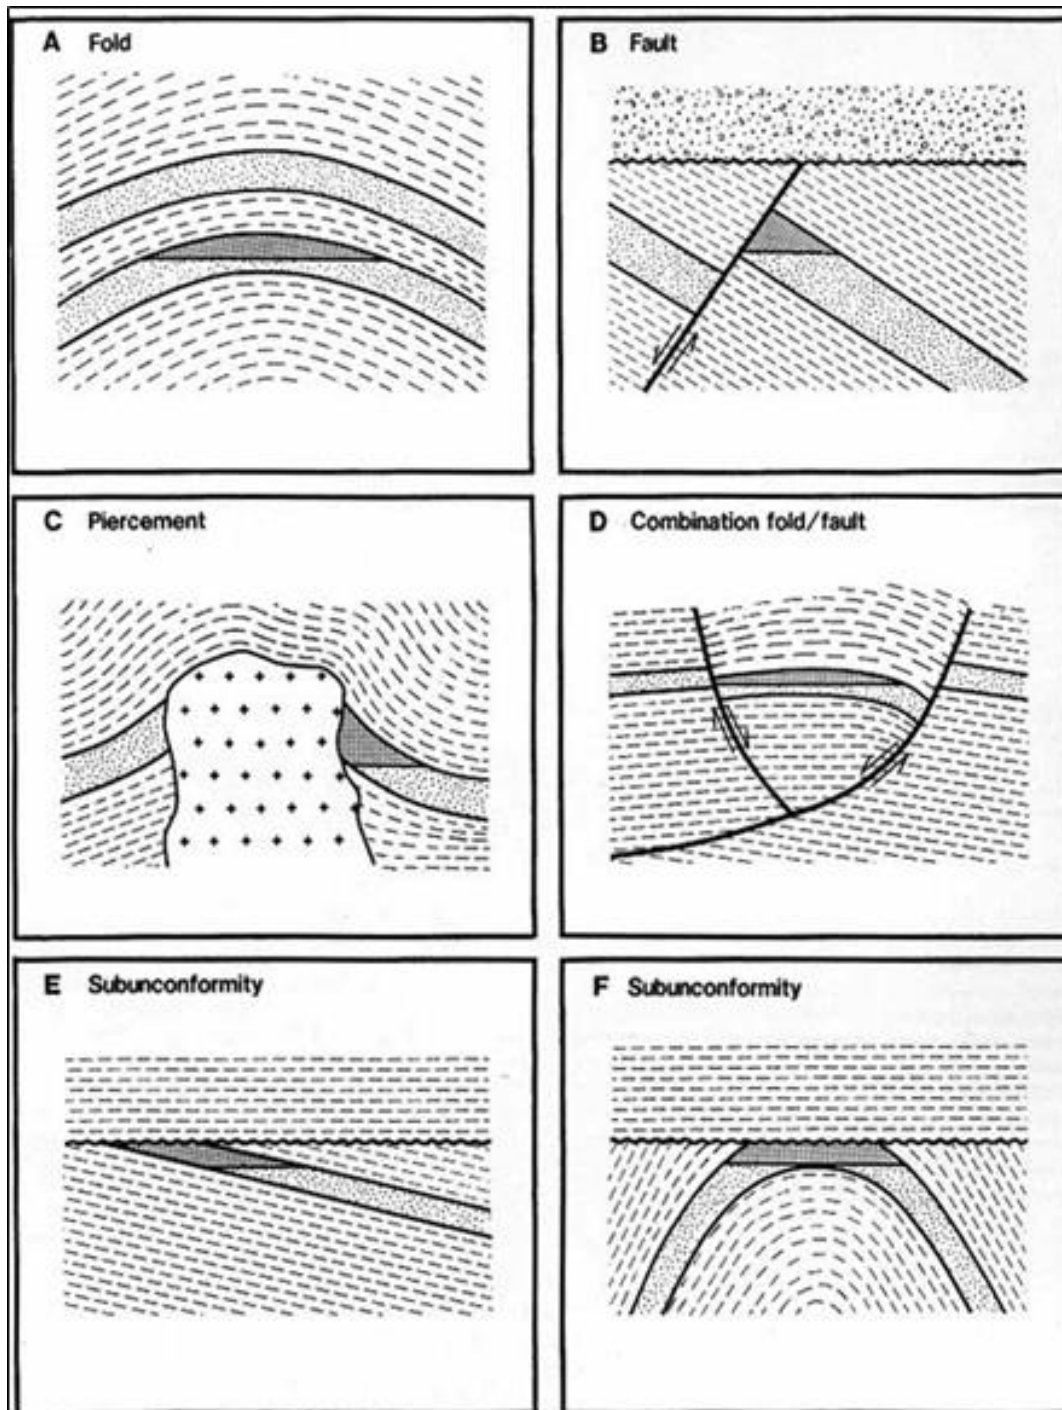 A Fold
B Fault
C Piercement
D Combination fold/fault
E Subunconformity
F Subunconformity